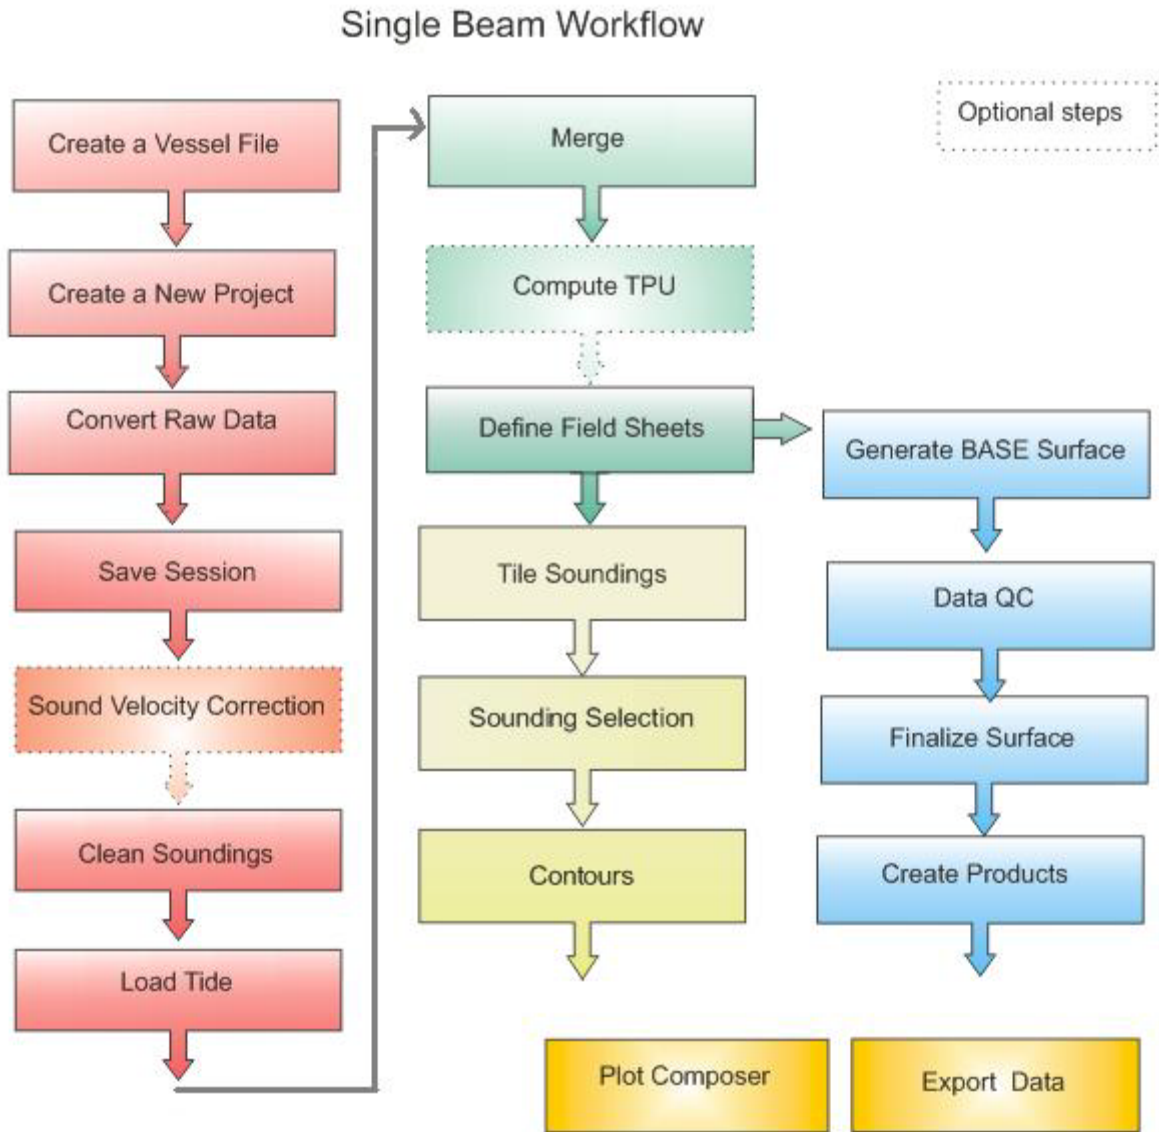 Single Beam Workflow
Optional steps
Create a Vessel File
Create a New Project
Convert Raw Data
Save Session
Sound Velocity Correction
Clean Soundings
Load Tide
Merge
Compute TPU
Define Field Sheets
Tile Soundings
Sounding Selection
Contours
Generate BASE Surface
Data QC
Finalize Surface
Create Products
Plot Composer
Export Data